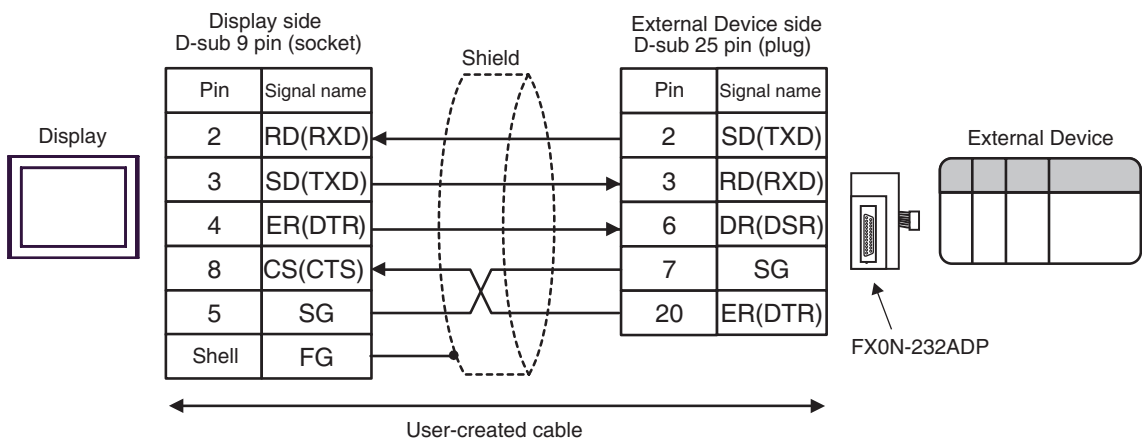 Display side
D-sub 9 pin (socket)
External Device side
D-sub 25 pin (plug)
Shield
Pin Signal name
2 RD(RXD)
3 SD(TXD)
4 ER(DTR)
8 CS(CTS)
5 SG
Shell FG
Pin Signal name
2 SD(TXD)
3 RD(RXD)
6 DR(DSR)
7 SG
20 ER(DTR)
Display
External Device
FX0N-232ADP
User-created cable